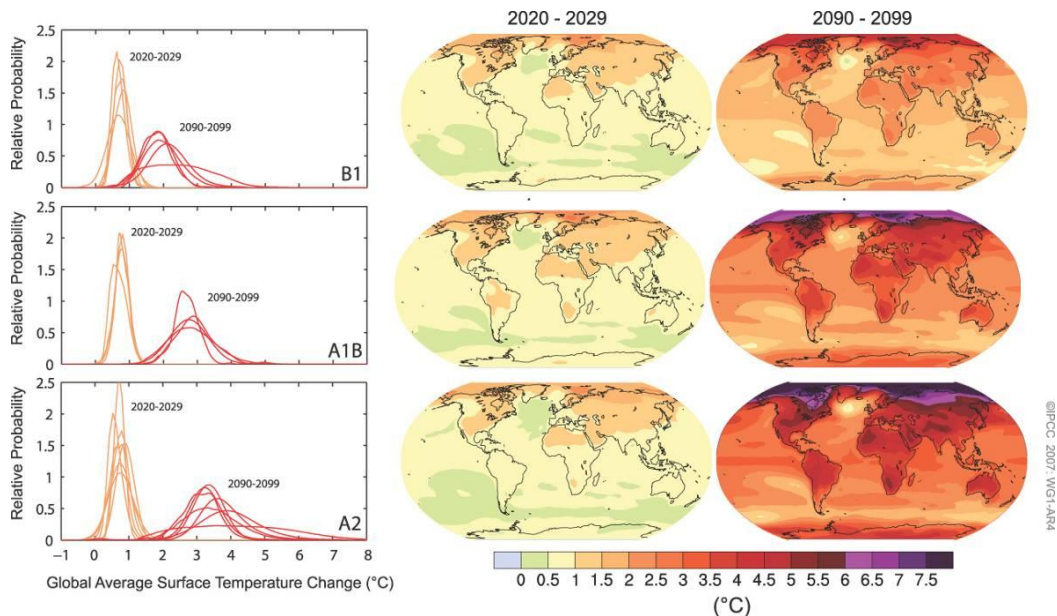 2020 - 2029
2090 - 2099
Relative Probability
2.5
2
1.5
1
0.5
0
2020-2029
2090-2099
B1
Relative Probability
2.5
2
1.5
1
0.5
0
2020-2029
2090-2099
A1B
Relative Probability
2.5
2
1.5
1
0.5
0
2020-2029
2090-2099
A2
−1 0 1 2 3 4 5 6 7 8
Global Average Surface Temperature Change (°C)
0 0.5 1 1.5 2 2.5 3 3.5 4 4.5 5 5.5 6 6.5 7 7.5
(°C)
©IPCC 2007: WG1-AR4